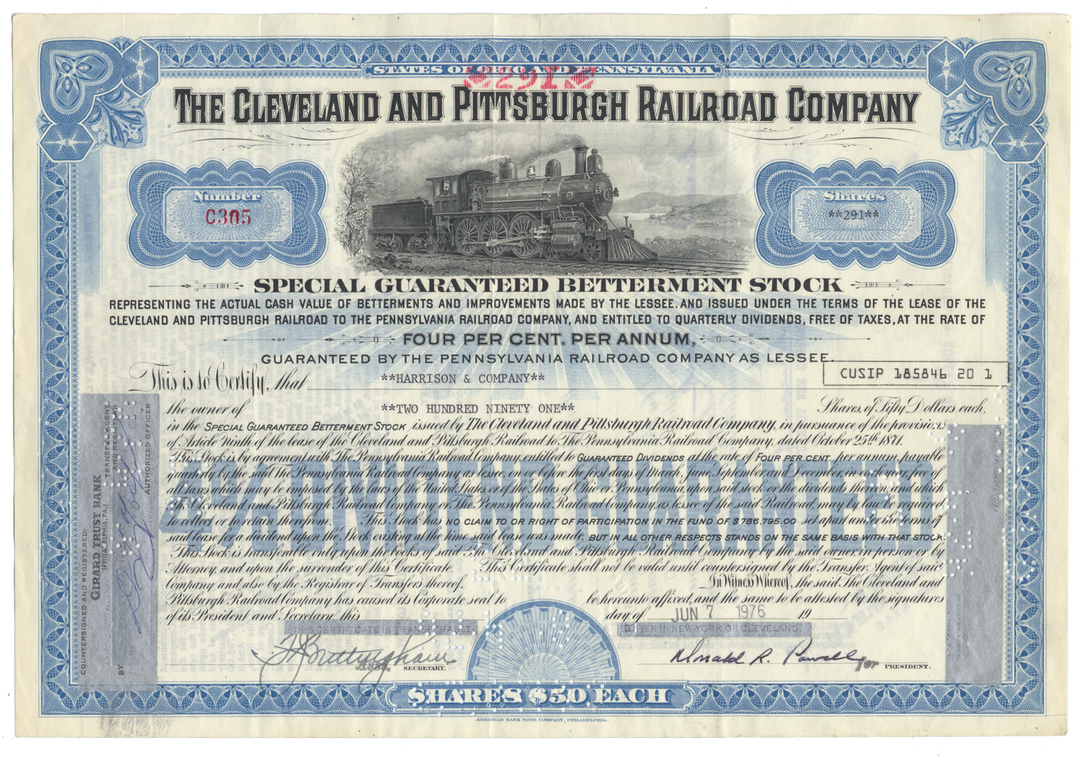 STATES OF OHIO AND PENNSYLVANIA
291
THE CLEVELAND AND PITTSBURGH RAILROAD COMPANY
Number
C305
Shares
**291**
SPECIAL GUARANTEED BETTERMENT STOCK
REPRESENTING THE ACTUAL CASH VALUE OF BETTERMENTS AND IMPROVEMENTS MADE BY THE LESSEE, AND ISSUED UNDER THE TERMS OF THE LEASE OF THE
CLEVELAND AND PITTSBURGH RAILROAD TO THE PENNSYLVANIA RAILROAD COMPANY, AND ENTITLED TO QUARTERLY DIVIDENDS, FREE OF TAXES, AT THE RATE OF
FOUR PER CENT. PER ANNUM,
GUARANTEED BY THE PENNSYLVANIA RAILROAD COMPANY AS LESSEE.
CUSIP 185846 20 1
This is to Certify, that **HARRISON & COMPANY**
the owner of **TWO HUNDRED NINETY ONE** Shares, of Fifty Dollars each,
in the SPECIAL GUARANTEED BETTERMENT STOCK issued by The Cleveland and Pittsburgh Railroad Company, in pursuance of the provisions
of Article Ninth of the lease of the Cleveland and Pittsburgh Railroad to The Pennsylvania Railroad Company, dated October 25th 1871.
This Stock is, by agreement with The Pennsylvania Railroad Company, entitled to GUARANTEED DIVIDENDS at the rate of FOUR PER CENT. per annum, payable
quarterly by the said The Pennsylvania Railroad Company as lessee, on or before the first days of March, June, September and December, in each year, free of
all taxes which may be imposed by the laws of the United States or of the States of Ohio or Pennsylvania, upon said stock or the dividends thereon, and which
the Cleveland and Pittsburgh Railroad Company or The Pennsylvania Railroad Company, as lessee of the said Railroad, may be required
to collect or retain therefrom. This Stock has NO CLAIM TO OR RIGHT OF PARTICIPATION IN THE FUND OF $786,795.00 set apart under the terms of
said lease for a dividend upon the Stock existing at the time said lease was made, BUT IN ALL OTHER RESPECTS STANDS ON THE SAME BASIS WITH THAT STOCK.
This Stock is transferable only upon the books of said The Cleveland and Pittsburgh Railroad Company, by the said owner in person or by
Attorney, and upon the surrender of this Certificate. This Certificate shall not be valid until countersigned by the Transfer Agent of said
Company and also by the Registrar of Transfers thereof. In Witness Whereof, the said The Cleveland and
Pittsburgh Railroad Company has caused its Corporate seal to be hereunto affixed, and the same to be attested by the signatures
of its President and Secretary, this day of JUN 7 1976 19
CERTIFICATE IS TRANSFERABLE
EITHER IN NEW YORK OR CLEVELAND
SECRETARY.
Donald R. Powell for PRESIDENT.
COUNTERSIGNED AND REGISTERED:
GIRARD TRUST BANK
(PHILADELPHIA, PA.)
TRANSFER AGENT
AND REGISTRAR
BY
AUTHORIZED OFFICER
SHARES $50 EACH
AMERICAN BANK NOTE COMPANY, PHILADELPHIA.